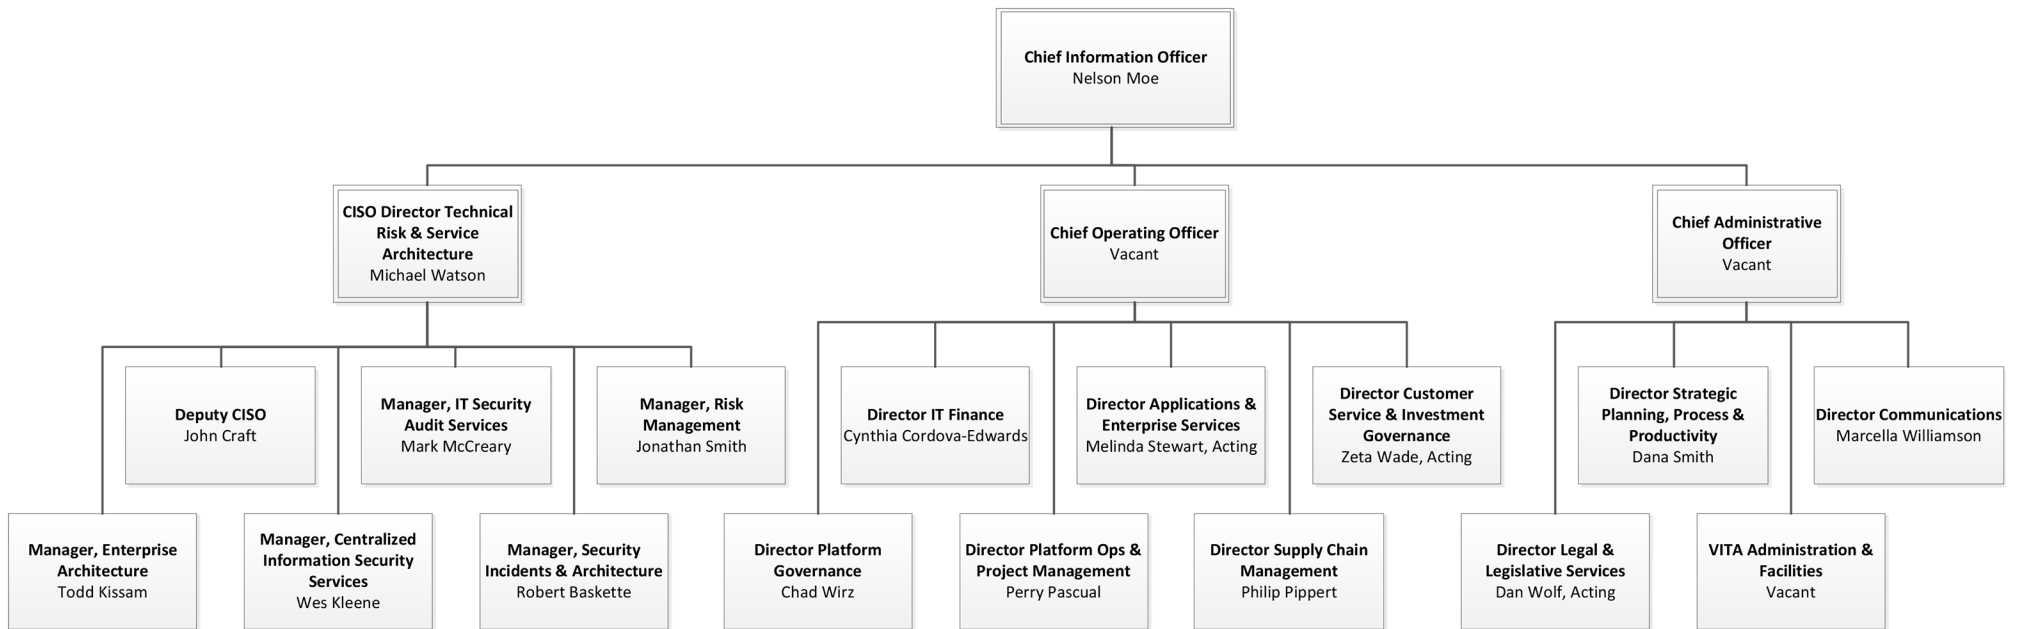 Chief Information Officer
Nelson Moe
CISO Director Technical
Risk & Service
Architecture
Michael Watson
Chief Operating Officer
Vacant
Chief Administrative
Officer
Vacant
Deputy CISO
John Craft
Manager, IT Security
Audit Services
Mark McCreary
Manager, Risk
Management
Jonathan Smith
Director IT Finance
Cynthia Cordova-Edwards
Director Applications &
Enterprise Services
Melinda Stewart, Acting
Director Customer
Service & Investment
Governance
Zeta Wade, Acting
Director Strategic
Planning, Process &
Productivity
Dana Smith
Director Communications
Marcella Williamson
Manager, Enterprise
Architecture
Todd Kissam
Manager, Centralized
Information Security
Services
Wes Kleene
Manager, Security
Incidents & Architecture
Robert Baskette
Director Platform
Governance
Chad Wirz
Director Platform Ops &
Project Management
Perry Pascual
Director Supply Chain
Management
Philip Pippert
Director Legal &
Legislative Services
Dan Wolf, Acting
VITA Administration &
Facilities
Vacant